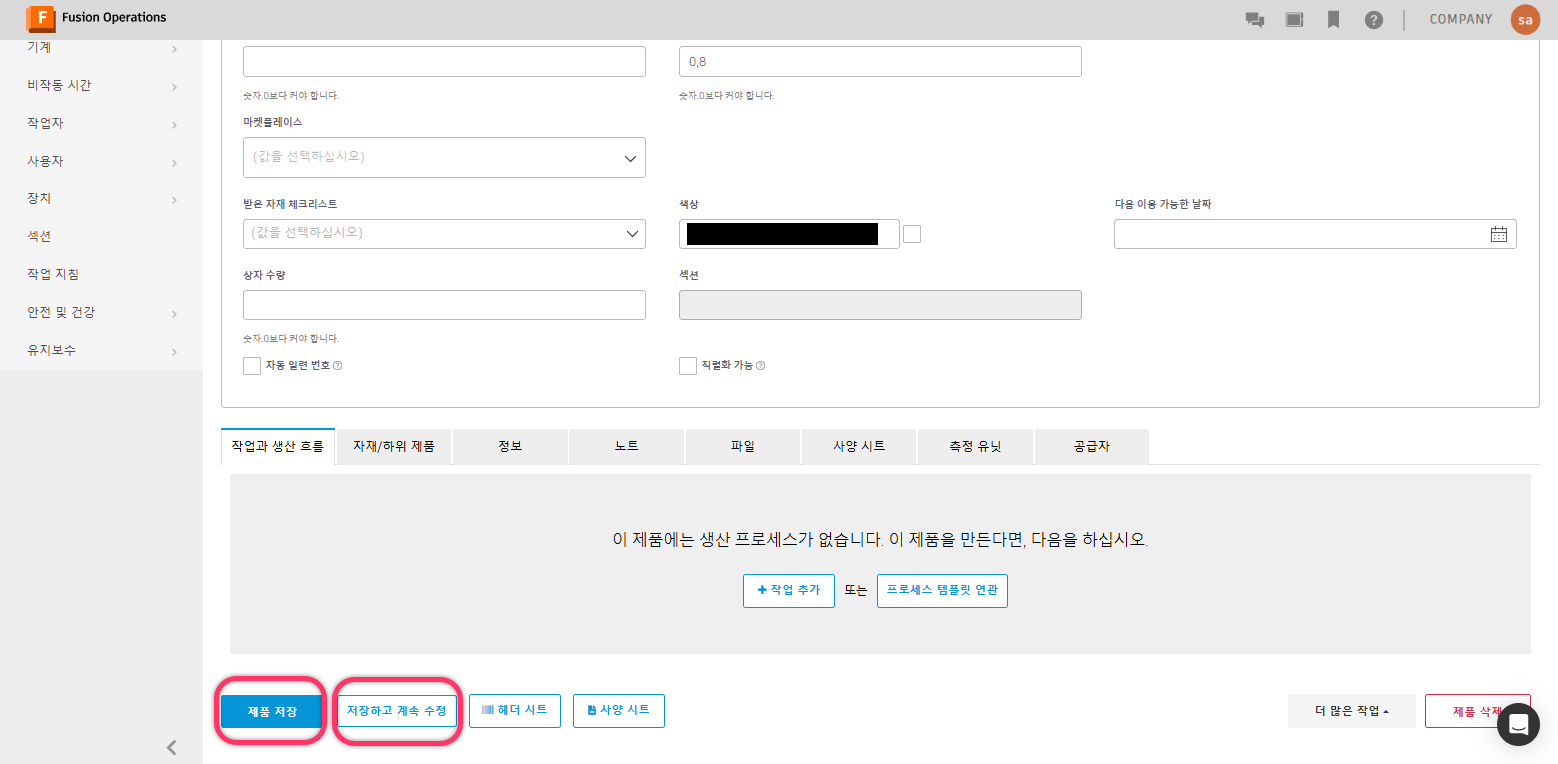 F Fusion Operations
COMPANY
sa
기계
비작동 시간
작업자
사용자
장치
섹션
작업 지침
안전 및 건강
유지보수
0,8
숫자.0보다 커야 합니다.
숫자.0보다 커야 합니다.
마켓플레이스
(값을 선택하십시오)
받은 자재 체크리스트
색상
다음 이용 가능한 날짜
(값을 선택하십시오)
상자 수량
섹션
숫자.0보다 커야 합니다.
자동 일련 번호
직렬화 가능
작업과 생산 흐름
자재/하위 제품
정보
노트
파일
사양 시트
측정 유닛
공급자
이 제품에는 생산 프로세스가 없습니다. 이 제품을 만든다면, 다음을 하십시오.
+ 작업 추가
또는
프로세스 템플릿 연관
제품 저장
저장하고 계속 수정
헤더 시트
사양 시트
더 많은 작업
제품 삭제